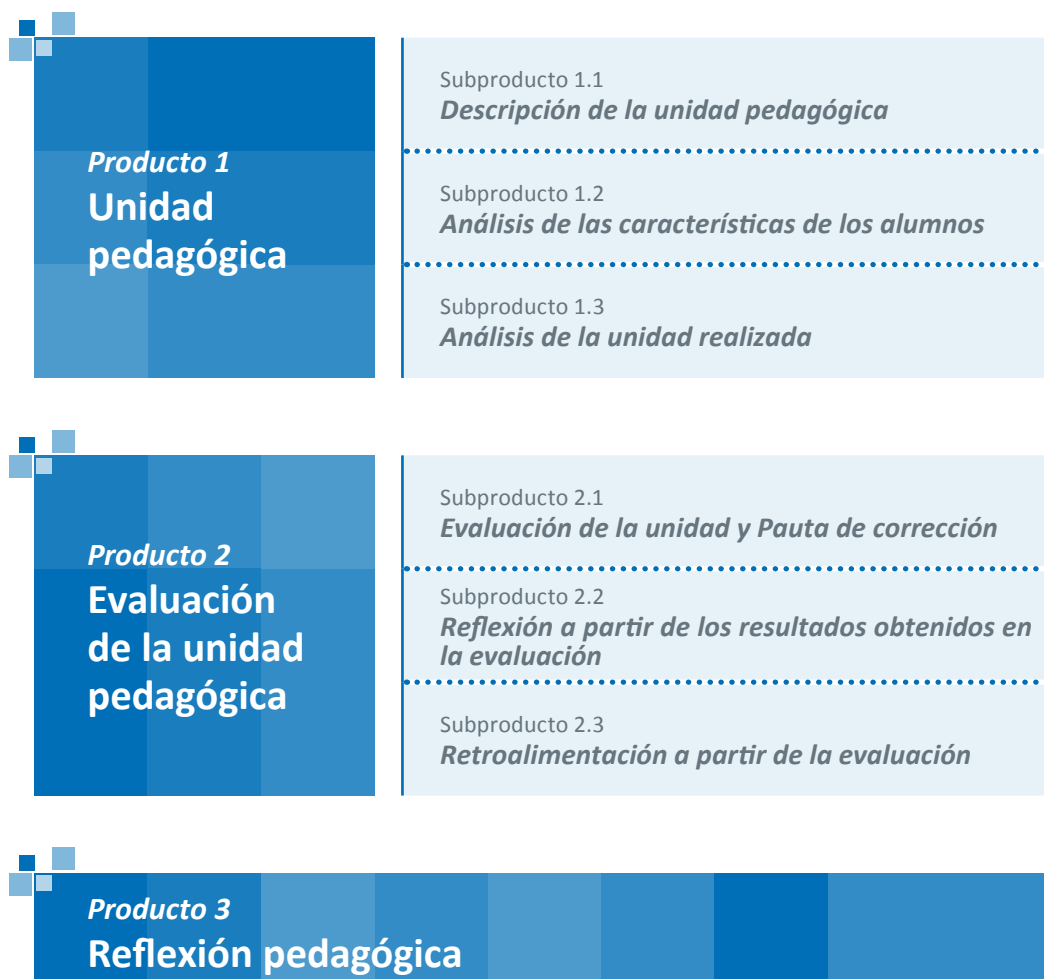 Producto 1
Unidad
pedagógica
Subproducto 1.1
Descripción de la unidad pedagógica
Subproducto 1.2
Análisis de las características de los alumnos
Subproducto 1.3
Análisis de la unidad realizada
Producto 2
Evaluación
de la unidad
pedagógica
Subproducto 2.1
Evaluación de la unidad y Pauta de corrección
Subproducto 2.2
Reflexión a partir de los resultados obtenidos en
la evaluación
Subproducto 2.3
Retroalimentación a partir de la evaluación
Producto 3
Reflexión pedagógica